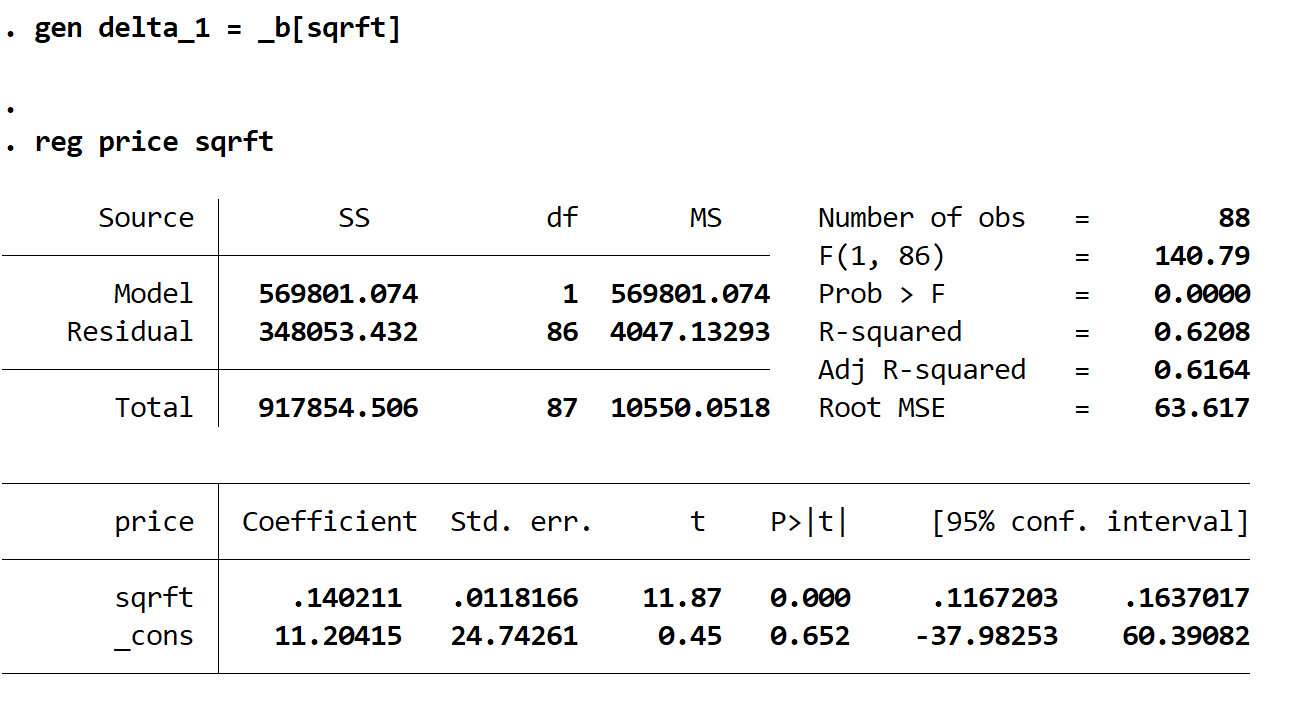 . gen delta_1 = _b[sqrft]
.
. reg price sqrft
Source SS df MS Number of obs = 88
F(1, 86) = 140.79
Model 569801.074 1 569801.074 Prob > F = 0.0000
Residual 348053.432 86 4047.13293 R-squared = 0.6208
Adj R-squared = 0.6164
Total 917854.506 87 10550.0518 Root MSE = 63.617
price Coefficient Std. err. t P>|t| [95% conf. interval]
sqrft .140211 .0118166 11.87 0.000 .1167203 .1637017
_cons 11.20415 24.74261 0.45 0.652 -37.98253 60.39082